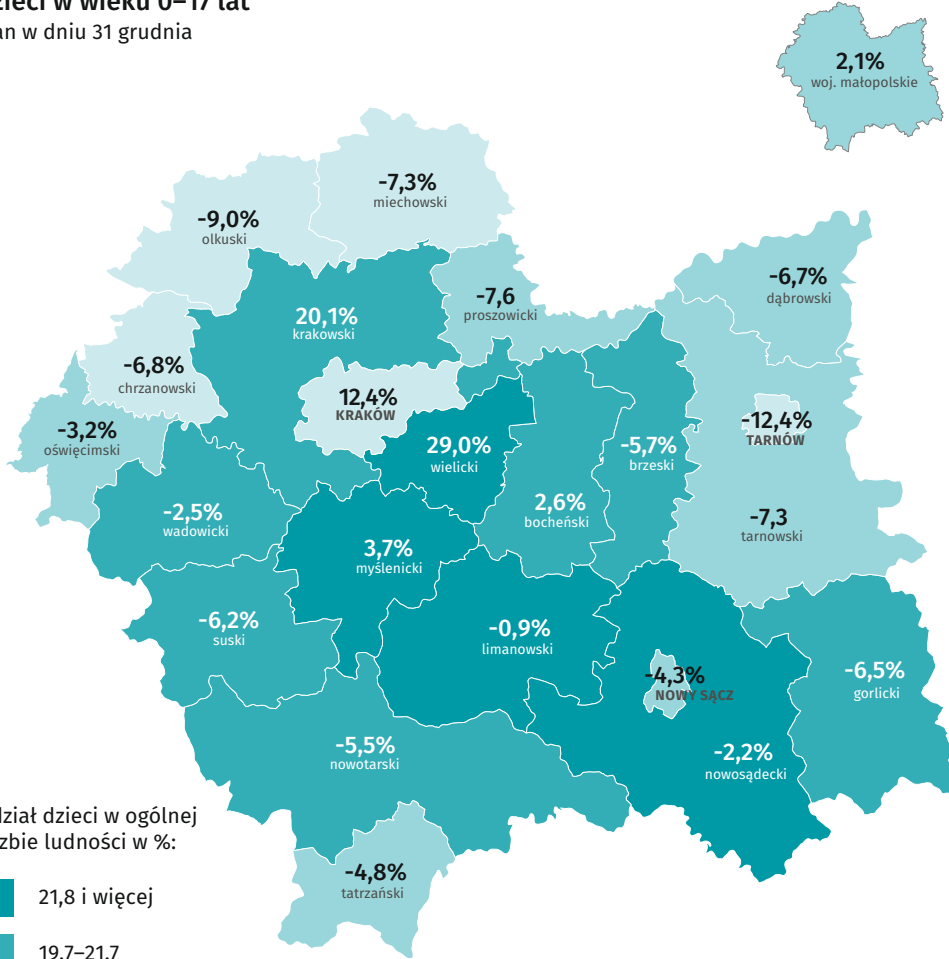 w wieku 0–17 lat
w dniu 31 grudnia
2,1%
woj. małopolskie
-7,3%
miechowski
-9,0%
olkuski
-6,7%
dąbrowski
-7,6
proszowicki
20,1%
krakowski
-6,8%
chrzanowski
12,4%
KRAKÓW
-12,4%
TARNÓW
-3,2%
oświęcimski
29,0%
wielicki
-5,7%
brzeski
2,6%
bocheński
-2,5%
wadowicki
-7,3
tarnowski
3,7%
myślenicki
-6,2%
suski
-0,9%
limanowski
-4,3%
NOWY SĄCZ
-6,5%
gorlicki
-5,5%
nowotarski
-2,2%
nowosądecki
dział dzieci w ogólnej
zbie ludności w %:
-4,8%
tatrzański
21,8 i więcej
19,7–21,7